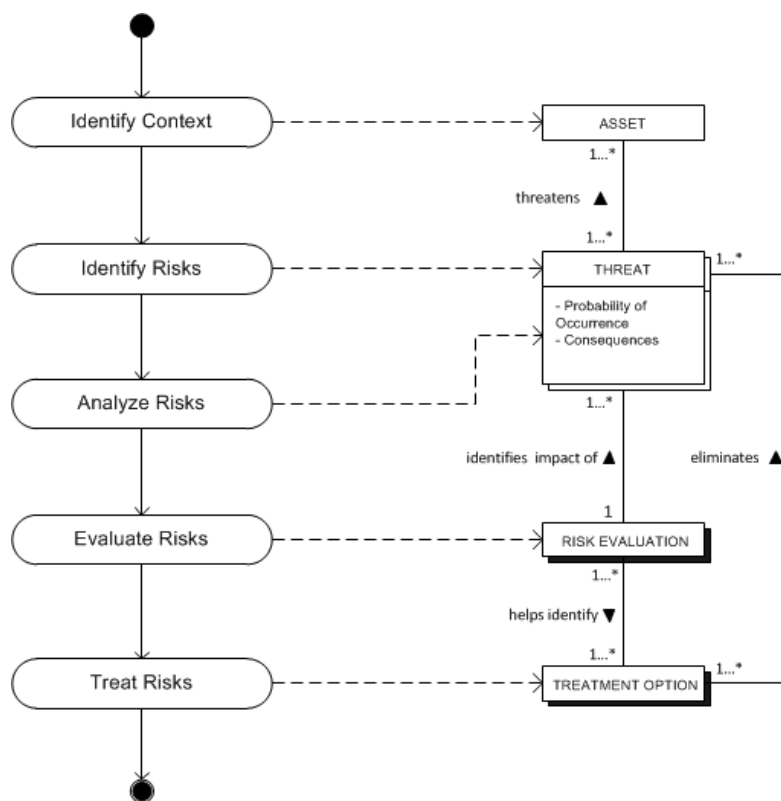 Identify Context
ASSET
1...*
threatens ▲
1...*
1...*
Identify Risks
THREAT
- Probability of
Occurrence
- Consequences
Analyze Risks
1...*
identifies impact of ▲
eliminates ▲
1
Evaluate Risks
RISK EVALUATION
1...*
helps identify ▼
1...*
1...*
Treat Risks
TREATMENT OPTION